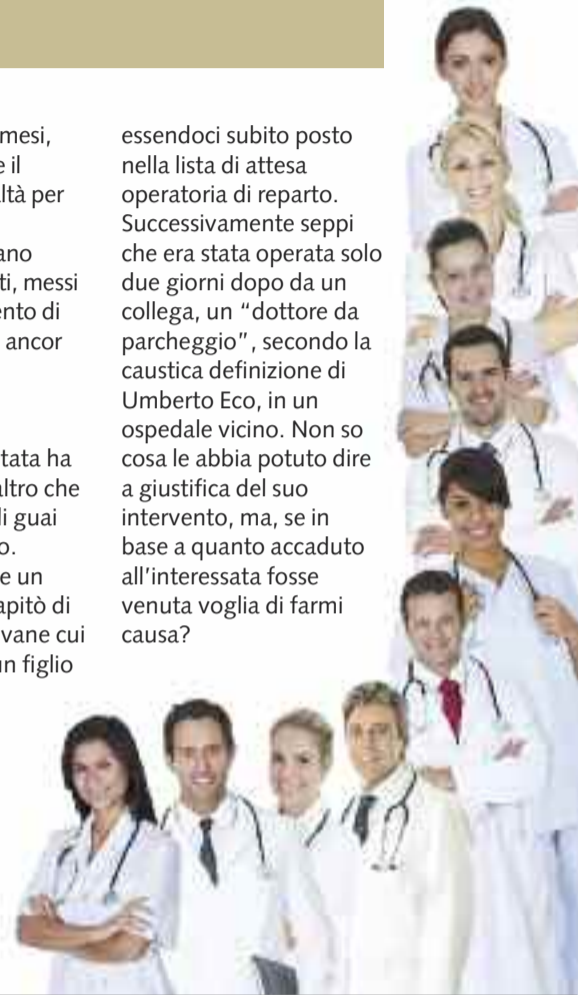 mesi,
e il
ltà per
ano
ti, messi
ento di
ancor
tata ha
altro che
li guai
o.
e un
apitò di
vane cui
un figlio
essendoci subito posto
nella lista di attesa
operatoria di reparto.
Successivamente seppi
che era stata operata solo
due giorni dopo da un
collega, un “dottore da
parcheggio”, secondo la
caustica definizione di
Umberto Eco, in un
ospedale vicino. Non so
cosa le abbia potuto dire
a giustifica del suo
intervento, ma, se in
base a quanto accaduto
all’interessata fosse
venuta voglia di farmi
causa?